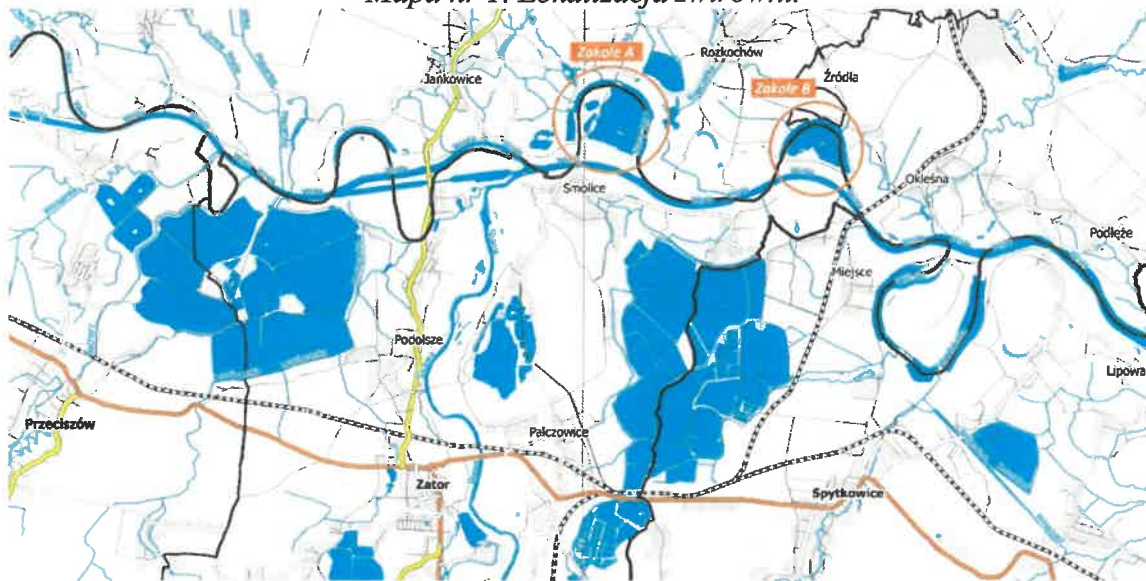 Mapa nr 1. Lokalizacja żwirowni.
Zakole A
Rozkochów
Jankowice
Źródła
Zakole B
Smolice
Okleśna
Podłęże
Miejsce
Podolsze
Lipowa
Przeciszów
Palczowice
Zator
Spytkowice